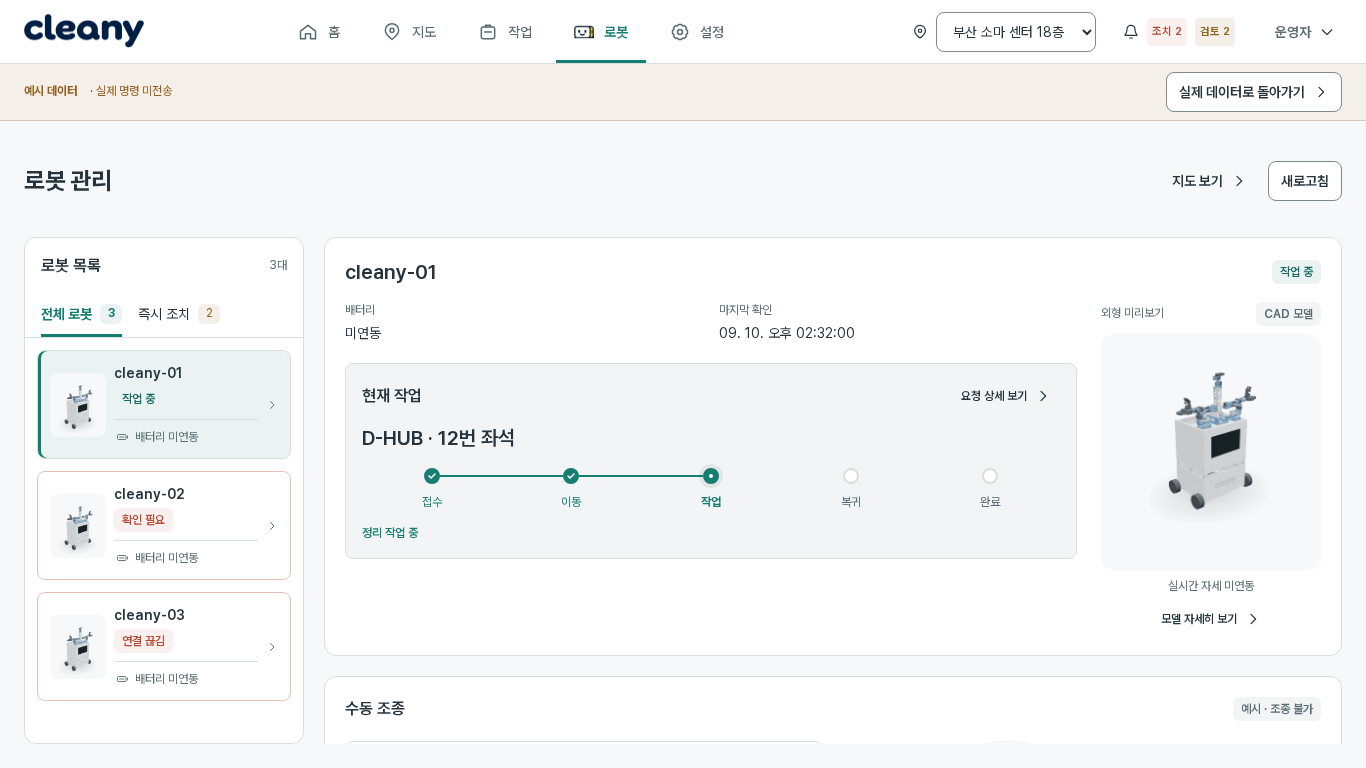 cleany
홈
지도
작업
로봇
설정
부산 소마 센터 18층
조치 2
검토 2
운영자
예시 데이터 · 실제 명령 미전송
실제 데이터로 돌아가기
로봇 관리
지도 보기
새로고침
로봇 목록
3대
전체 로봇 3
즉시 조치 2
cleany-01
작업 중
배터리 미연동
cleany-02
확인 필요
배터리 미연동
cleany-03
연결 끊김
배터리 미연동
cleany-01
작업 중
배터리
미연동
마지막 확인
09. 10. 오후 02:32:00
외형 미리보기
CAD 모델
현재 작업
요청 상세 보기
D-HUB · 12번 좌석
접수
이동
작업
복귀
완료
정리 작업 중
실시간 자세 미연동
모델 자세히 보기
수동 조종
예시 · 조종 불가